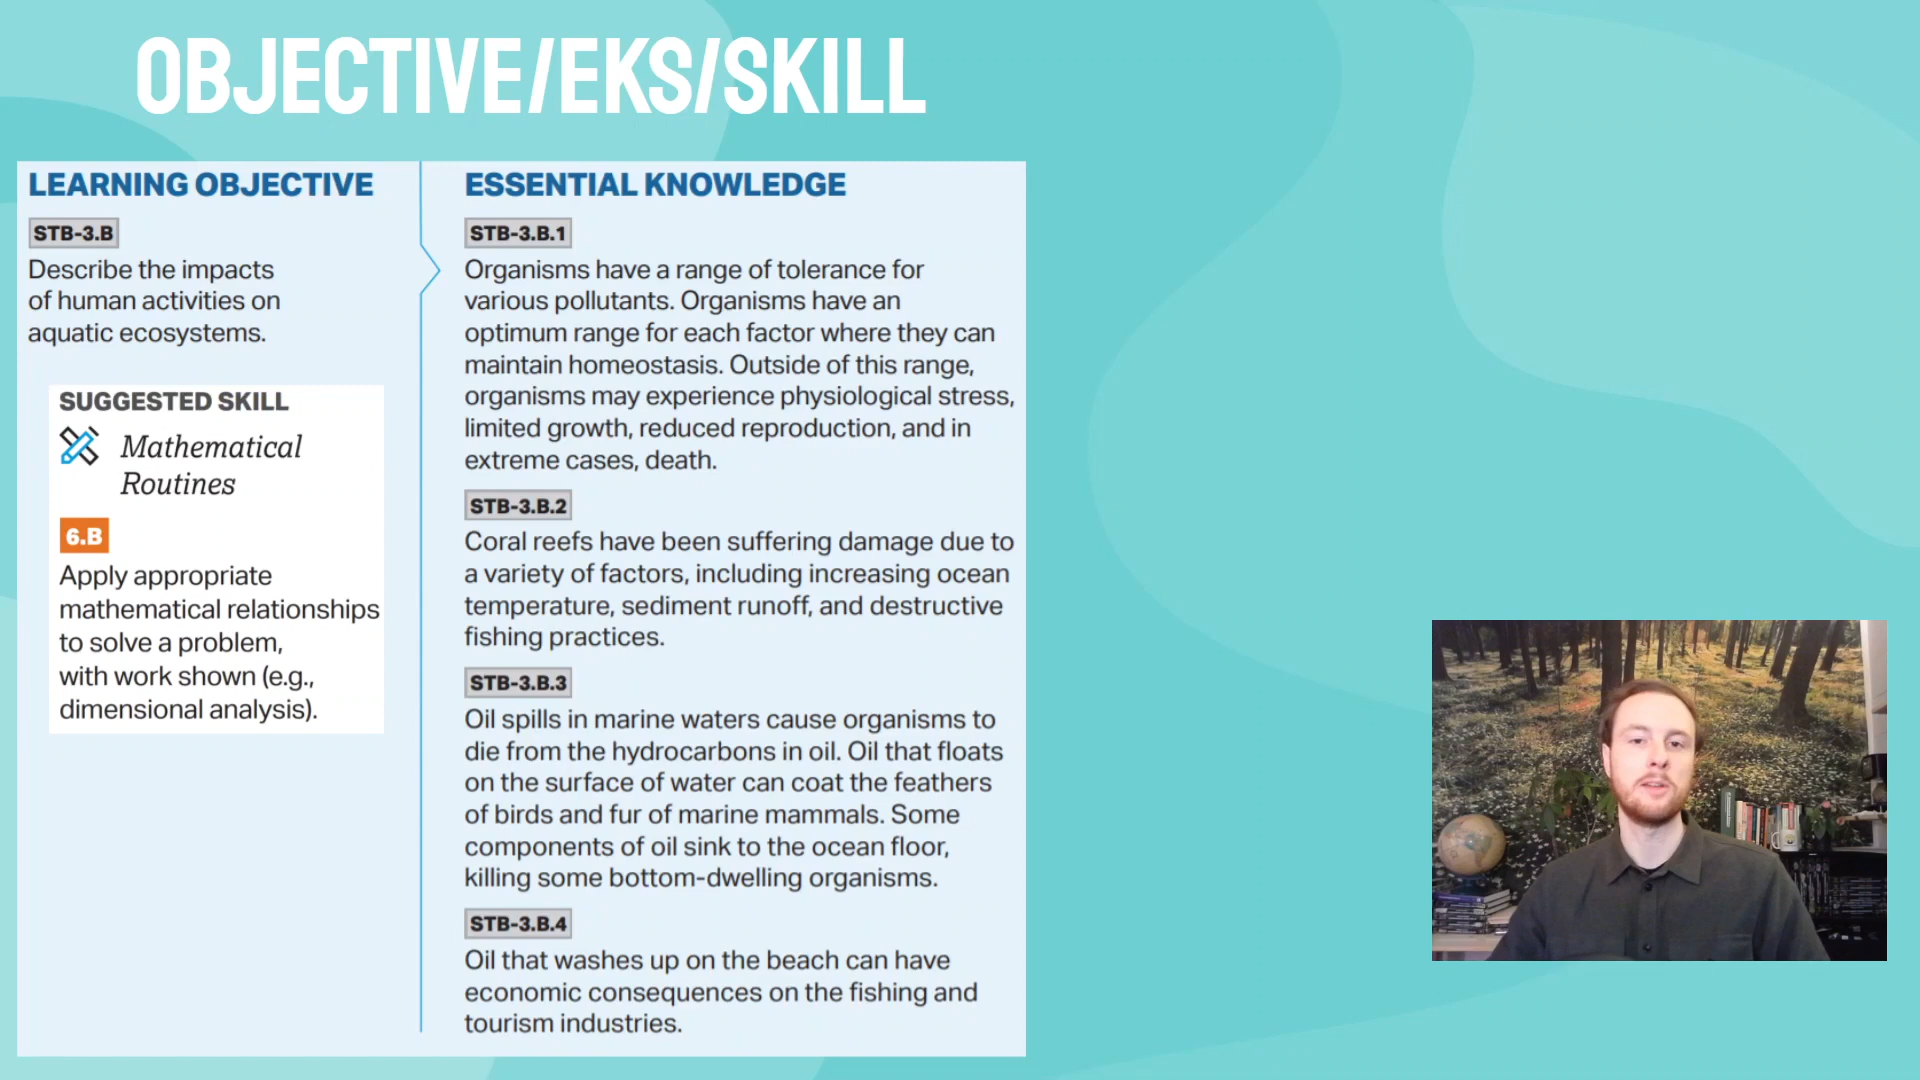 OBJECTIVE/EKS/SKILL
LEARNING OBJECTIVE
STB-3.B
Describe the impacts
of human activities on
aquatic ecosystems.
SUGGESTED SKILL
Mathematical
Routines
6.B
Apply appropriate
mathematical relationships
to solve a problem,
with work shown (e.g.,
dimensional analysis).
ESSENTIAL KNOWLEDGE
STB-3.B.1
Organisms have a range of tolerance for
various pollutants. Organisms have an
optimum range for each factor where they can
maintain homeostasis. Outside of this range,
organisms may experience physiological stress,
limited growth, reduced reproduction, and in
extreme cases, death.
STB-3.B.2
Coral reefs have been suffering damage due to
a variety of factors, including increasing ocean
temperature, sediment runoff, and destructive
fishing practices.
STB-3.B.3
Oil spills in marine waters cause organisms to
die from the hydrocarbons in oil. Oil that floats
on the surface of water can coat the feathers
of birds and fur of marine mammals. Some
components of oil sink to the ocean floor,
killing some bottom-dwelling organisms.
STB-3.B.4
Oil that washes up on the beach can have
economic consequences on the fishing and
tourism industries.